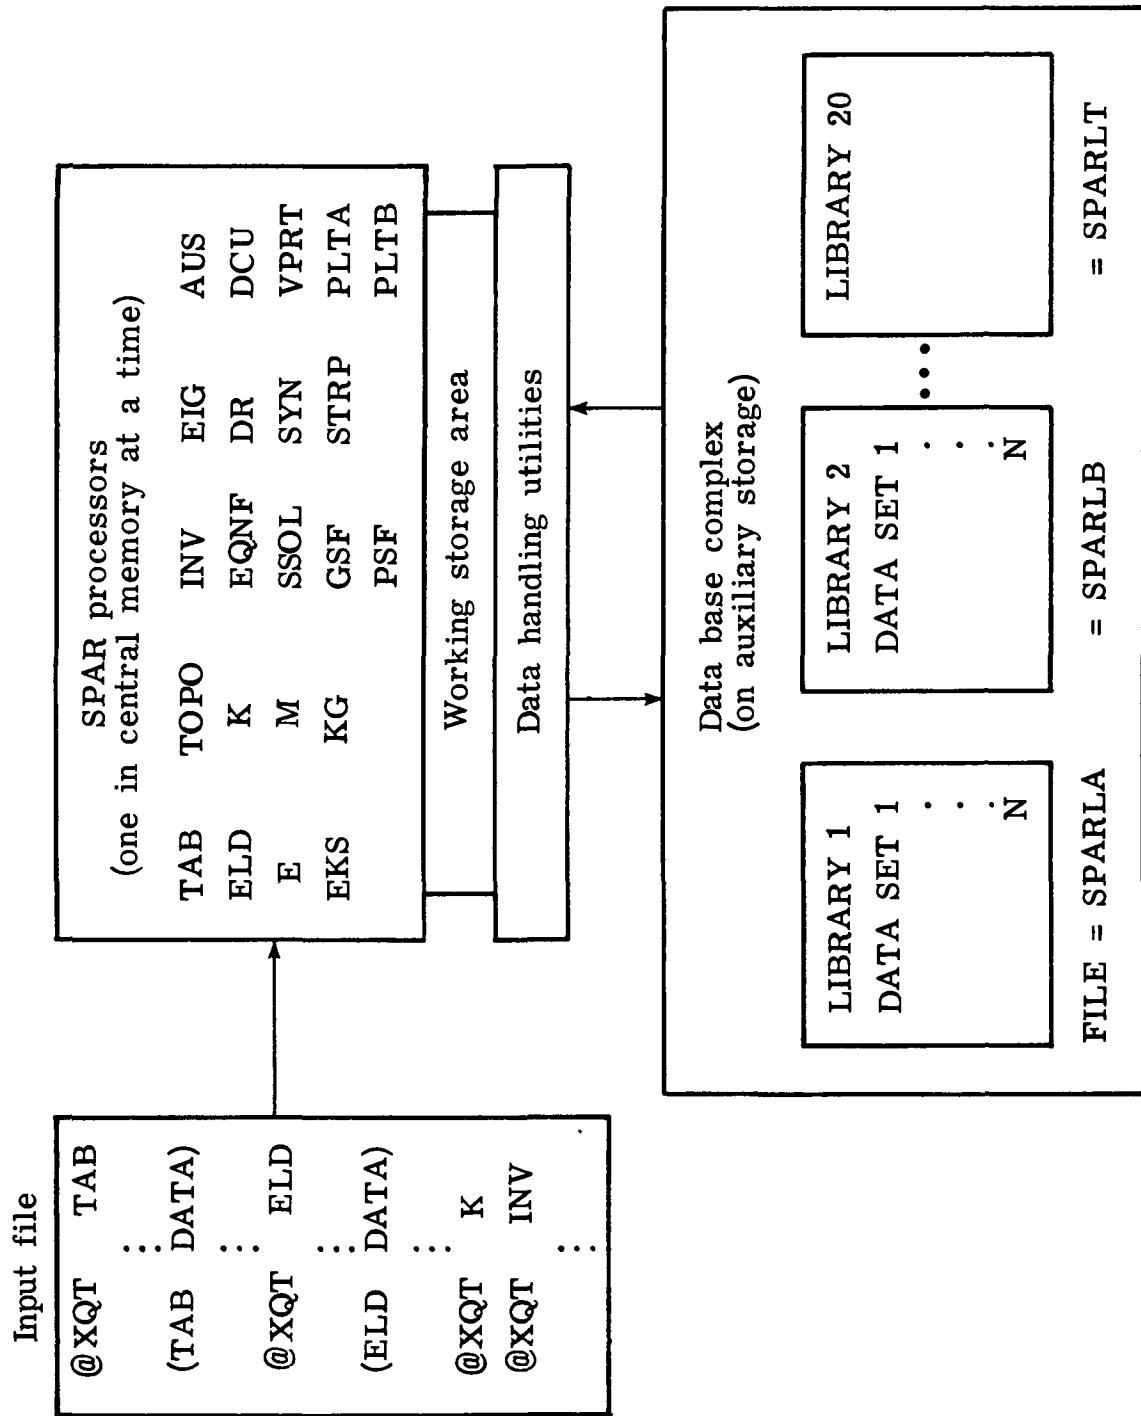 Input file
@XQT TAB
(TAB DATA)
@XQT ELD
(ELD DATA)
@XQT K
@XQT INV
SPAR processors
(one in central memory at a time)
TAB TOPO INV EIG AUS
ELD K EQNF DR DCU
E M SSOL SYN VPRT
EKS KG GSF STRP PLTA
PSF PLTB
Working storage area
Data handling utilities
Data base complex
(on auxiliary storage)
LIBRARY 1
DATA SET 1
N
FILE = SPARLA
LIBRARY 2
DATA SET 1
N
= SPARLB
LIBRARY 20
= SPARLT